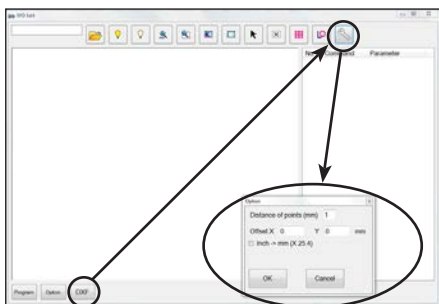 No Command Parameter
Option
Distance of points (mm) 1
Offset X 0 Y 0 mm
Inch -> mm (X 25.4)
OK Cancel
Program Option DXF